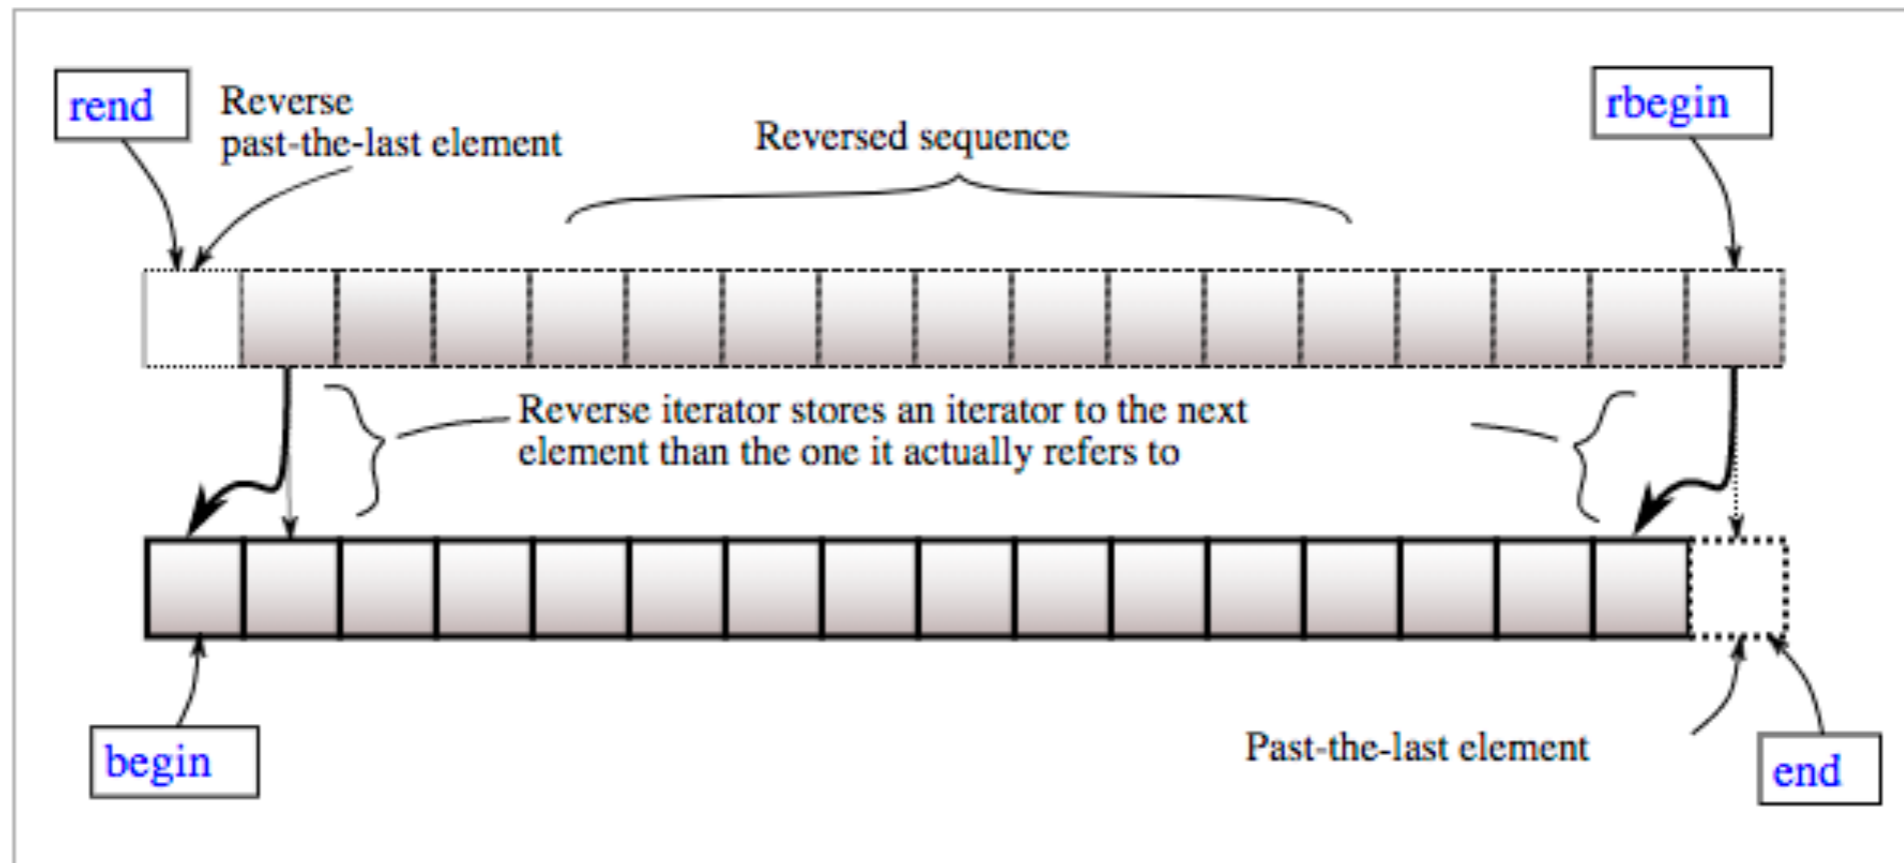 rend
Reverse
past-the-last element
Reversed sequence
rbegin
Reverse iterator stores an iterator to the next
element than the one it actually refers to
begin
Past-the-last element
end